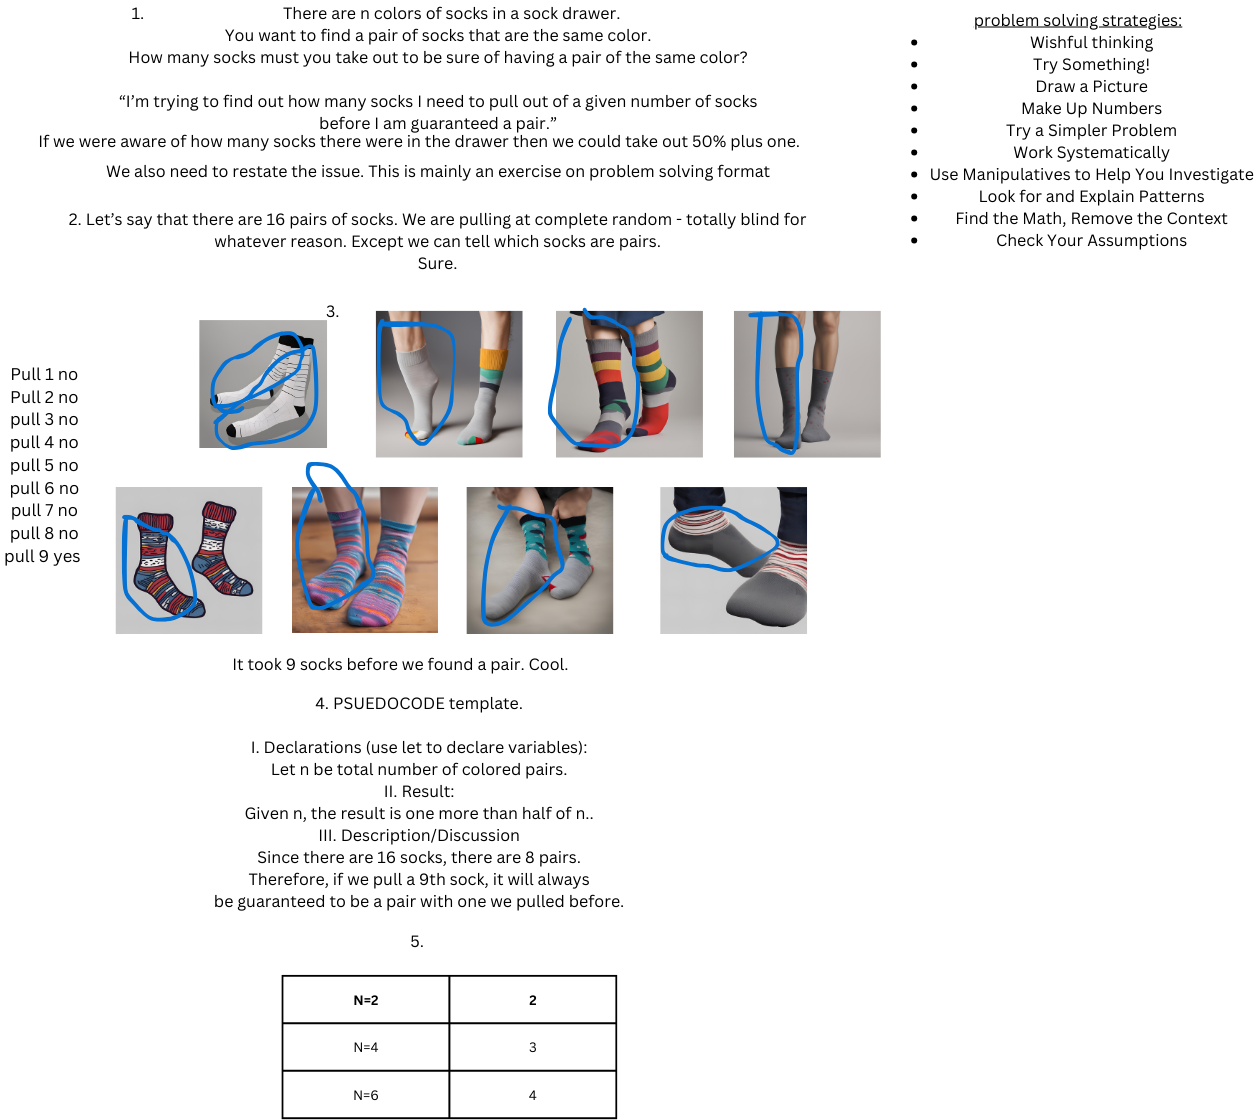 1. There are n colors of socks in a sock drawer.
You want to find a pair of socks that are the same color.
How many socks must you take out to be sure of having a pair of the same color?
“I’m trying to find out how many socks I need to pull out of a given number of socks
before I am guaranteed a pair.”
If we were aware of how many socks there were in the drawer then we could take out 50% plus one.
We also need to restate the issue. This is mainly an exercise on problem solving format
problem solving strategies:
• Wishful thinking
• Try Something!
• Draw a Picture
• Make Up Numbers
• Try a Simpler Problem
• Work Systematically
• Use Manipulatives to Help You Investigate
• Look for and Explain Patterns
• Find the Math, Remove the Context
• Check Your Assumptions
2. Let’s say that there are 16 pairs of socks. We are pulling at complete random - totally blind for
whatever reason. Except we can tell which socks are pairs.
Sure.
3.
Pull 1 no
Pull 2 no
pull 3 no
pull 4 no
pull 5 no
pull 6 no
pull 7 no
pull 8 no
pull 9 yes
It took 9 socks before we found a pair. Cool.
4. PSUEDOCODE template.
I. Declarations (use let to declare variables):
Let n be total number of colored pairs.
II. Result:
Given n, the result is one more than half of n..
III. Description/Discussion
Since there are 16 socks, there are 8 pairs.
Therefore, if we pull a 9th sock, it will always
be guaranteed to be a pair with one we pulled before.
5.
N=2 2
N=4 3
N=6 4